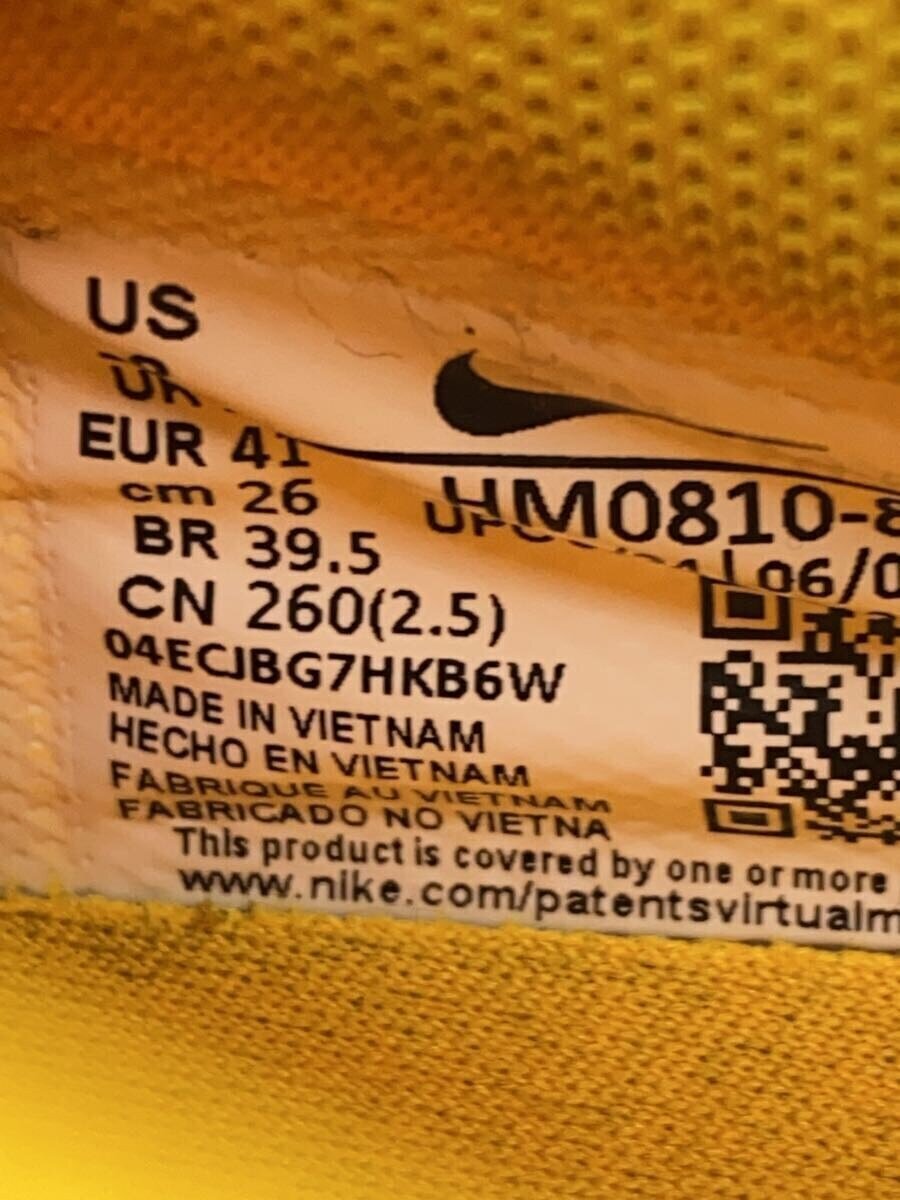 US
UK
EUR 41
cm 26
BR 39.5
CN 260(2.5)
04ECJBG7HKB6W
MADE IN VIETNAM
HECHO EN VIETNAM
FABRIQUE AU VIETNAM
FABRICADO NO VIETNA
HM0810-8
06/0
This product is covered by one or more
www.nike.com/patentsvirtualm